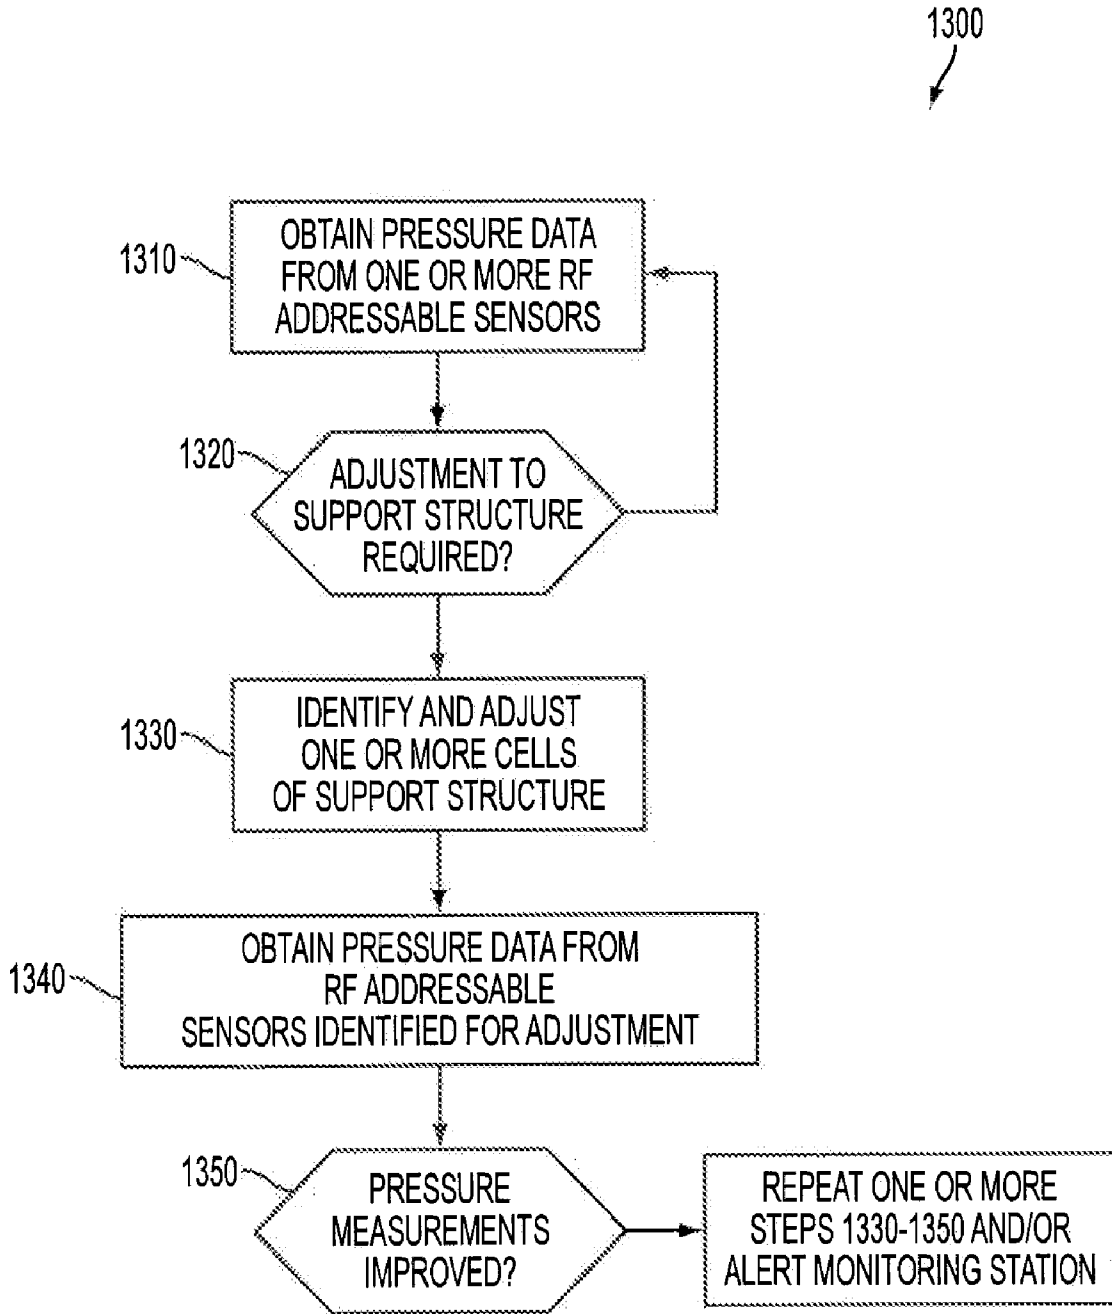 1300
1310
OBTAIN PRESSURE DATA
FROM ONE OR MORE RF
ADDRESSABLE SENSORS
1320
ADJUSTMENT TO
SUPPORT STRUCTURE
REQUIRED?
1330
IDENTIFY AND ADJUST
ONE OR MORE CELLS
OF SUPPORT STRUCTURE
1340
OBTAIN PRESSURE DATA FROM
RF ADDRESSABLE
SENSORS IDENTIFIED FOR ADJUSTMENT
1350
PRESSURE
MEASUREMENTS
IMPROVED?
REPEAT ONE OR MORE
STEPS 1330-1350 AND/OR
ALERT MONITORING STATION